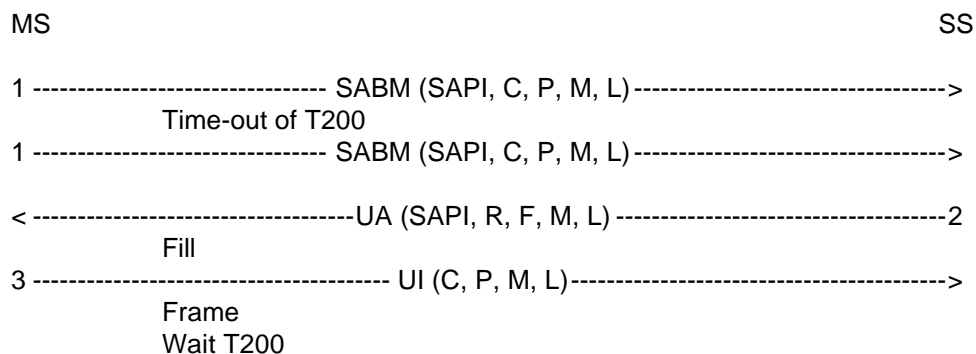 MS SS
1 -------------------------------- SABM (SAPI, C, P, M, L)---------------------------------->
Time-out of T200
1 -------------------------------- SABM (SAPI, C, P, M, L)---------------------------------->
< -----------------------------------UA (SAPI, R, F, M, L) ------------------------------------2
Fill
3 --------------------------------------- UI (C, P, M, L)----------------------------------------->
Frame
Wait T200